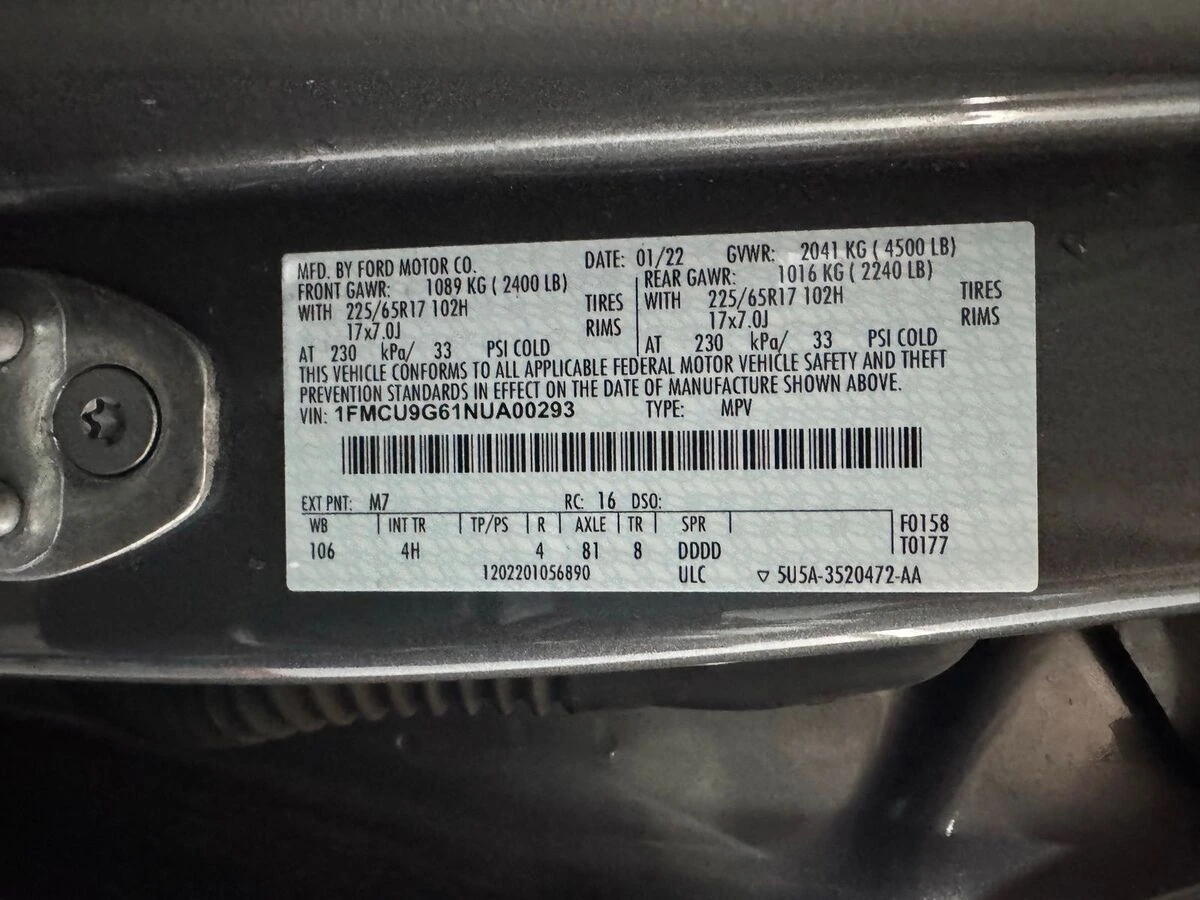 MFD. BY FORD MOTOR CO. DATE: 01/22 GVWR: 2041 KG ( 4500 LB)
FRONT GAWR: 1089 KG ( 2400 LB) REAR GAWR: 1016 KG ( 2240 LB)
WITH 225/65R17 102H TIRES WITH 225/65R17 102H TIRES
17x7.0J RIMS 17x7.0J RIMS
AT 230 kPa/ 33 PSI COLD AT 230 kPa/ 33 PSI COLD
THIS VEHICLE CONFORMS TO ALL APPLICABLE FEDERAL MOTOR VEHICLE SAFETY AND THEFT
PREVENTION STANDARDS IN EFFECT ON THE DATE OF MANUFACTURE SHOWN ABOVE.
VIN: 1FMCU9G61NUA00293 TYPE: MPV
EXT PNT: M7 RC: 16 DSO:
WB INT TR TP/PS R AXLE TR SPR F0158
106 4H 4 81 8 DDDD T0177
1202201056890 ULC ▽ 5U5A-3520472-AA